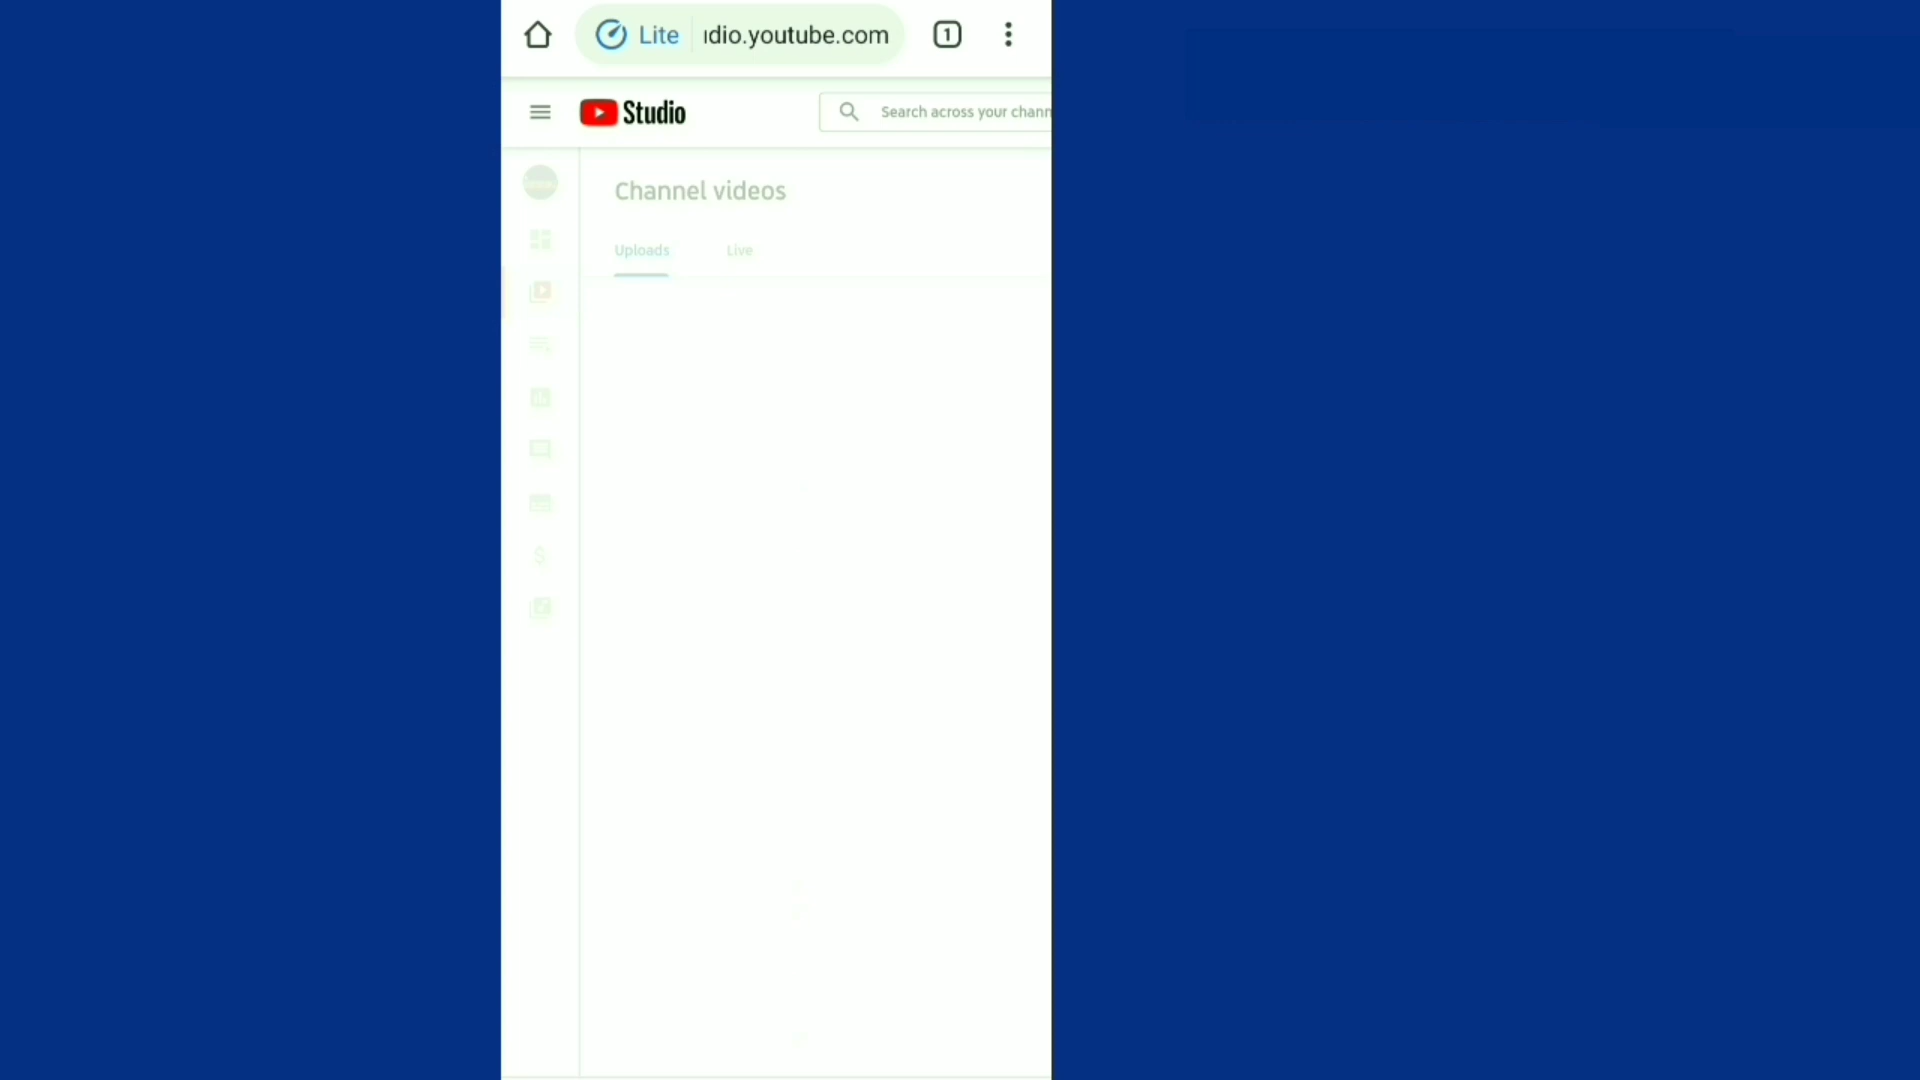 Lite ıdio.youtube.com 1
Studio
Search across your chann
Channel videos
Uploads Live